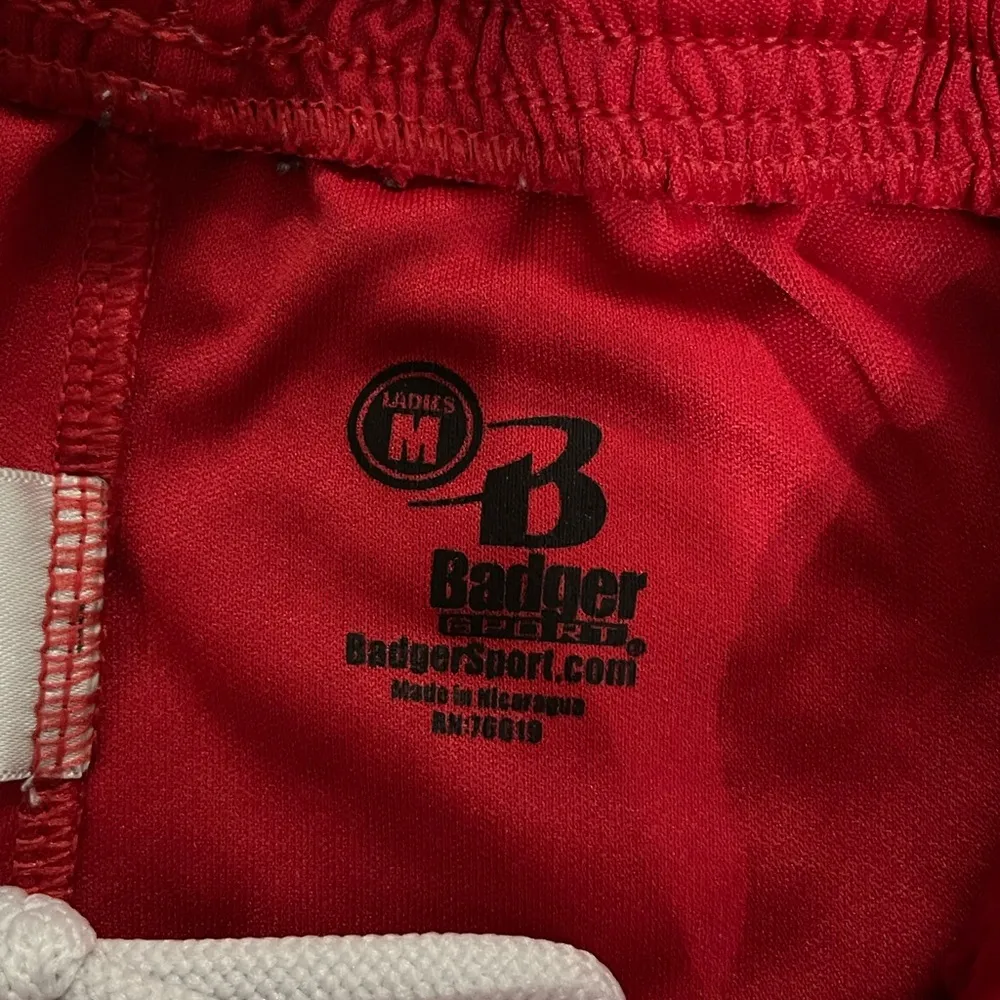 LADIES
M
B
Badger
SPORT®
BadgerSport.com
Made in Nicaragua
RN:76019